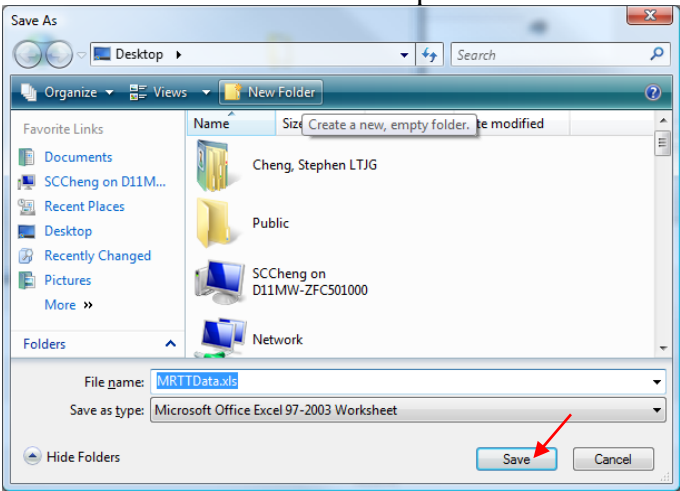 Save As
Desktop
Search
Organize Views New Folder
Favorite Links
Name Size te modified
Create a new, empty folder.
Documents
SCCheng on D11M...
Recent Places
Desktop
Recently Changed
Pictures
More »
Folders
Cheng, Stephen LTJG
Public
SCCheng on
D11MW-ZFC501000
Network
File name: MRTTData.xls
Save as type: Microsoft Office Excel 97-2003 Worksheet
Hide Folders Save Cancel